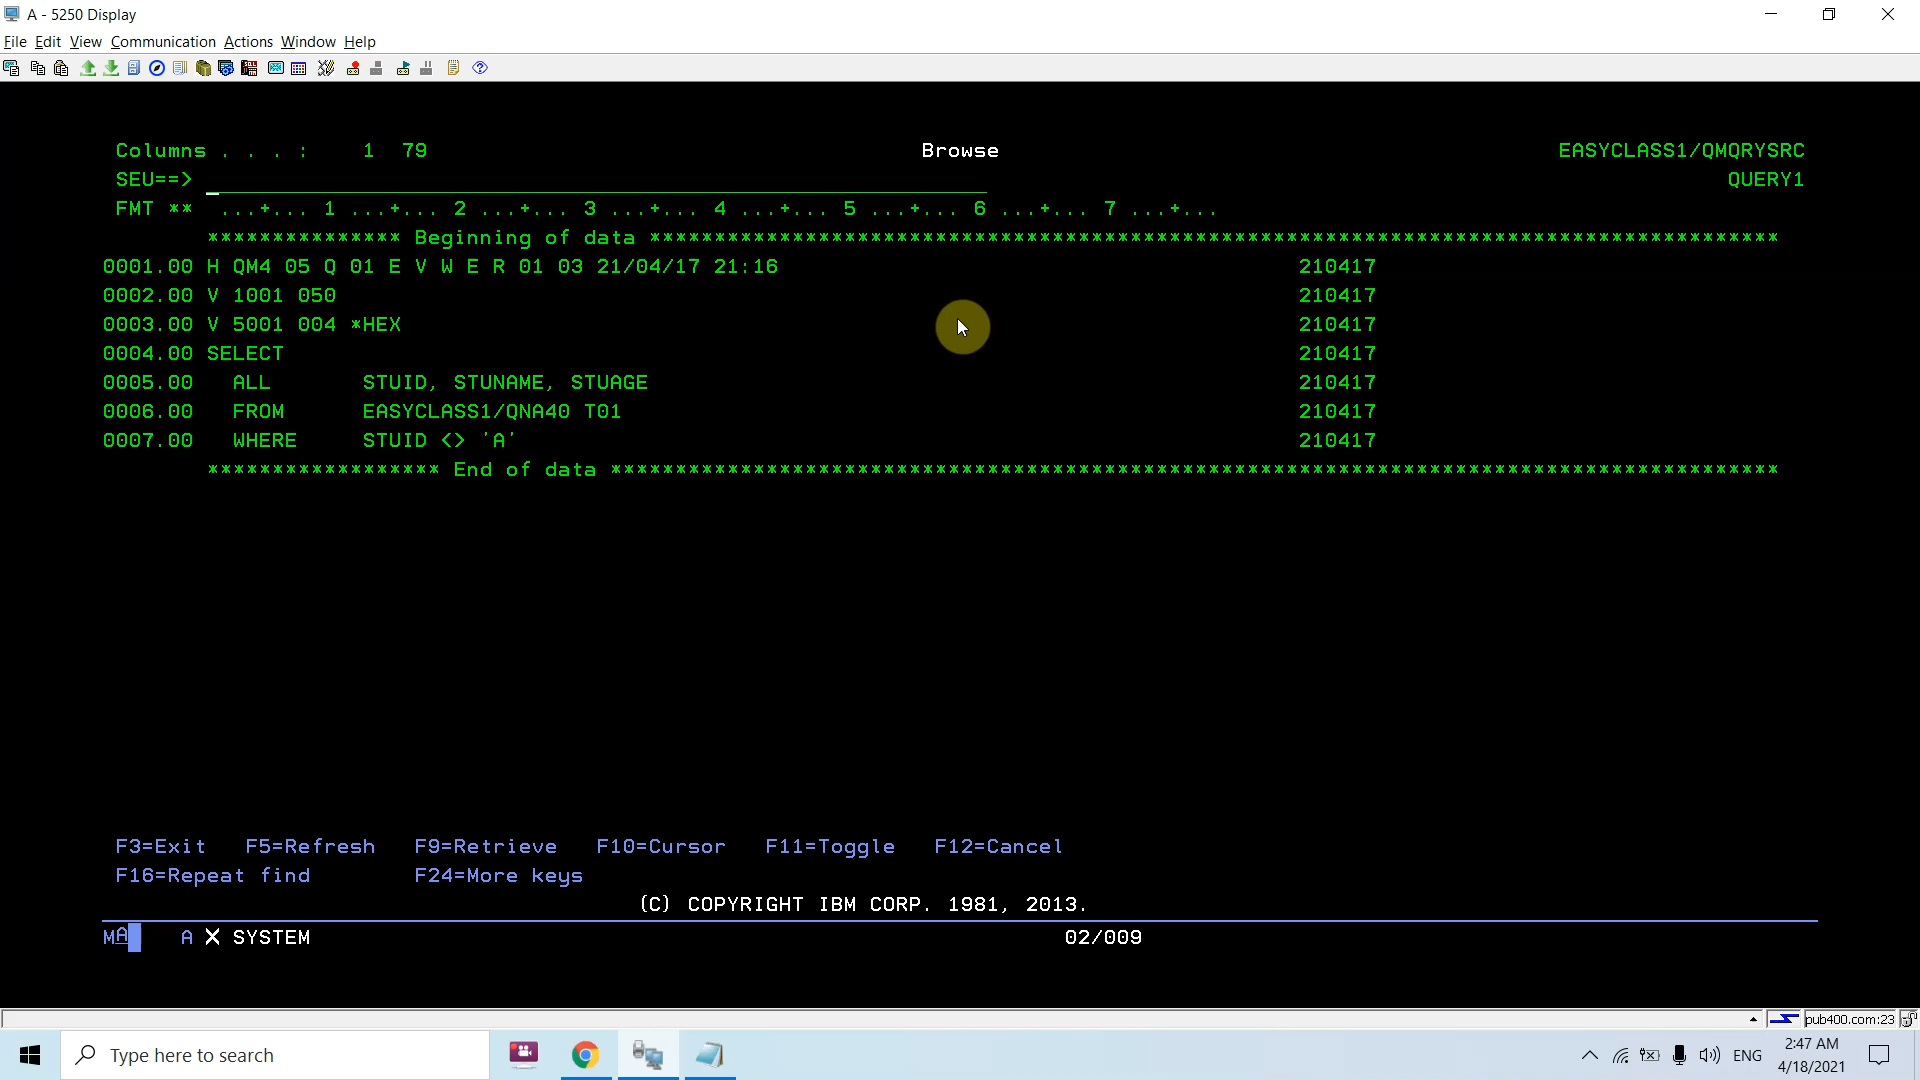 A - 5250 Display
File Edit View Communication Actions Window Help
Columns . . . :    1  79                                      Browse                                           EASYCLASS1/QMQRYSRC
SEU==>                                                                                                                      QUERY1
FMT **  ...+... 1 ...+... 2 ...+... 3 ...+... 4 ...+... 5 ...+... 6 ...+... 7 ...+...
*************** Beginning of data ***************************************************************************************
0001.00 H QM4 05 Q 01 E V W E R 01 03 21/04/17 21:16                                        210417
0002.00 V 1001 050                                                                          210417
0003.00 V 5001 004 *HEX                                                                     210417
0004.00 SELECT                                                                              210417
0005.00   ALL       STUID, STUNAME, STUAGE                                                  210417
0006.00   FROM      EASYCLASS1/QNA40 T01                                                    210417
0007.00   WHERE     STUID <> 'A'                                                            210417
****************** End of data ******************************************************************************************
F3=Exit   F5=Refresh   F9=Retrieve   F10=Cursor   F11=Toggle   F12=Cancel
F16=Repeat find        F24=More keys
(C) COPYRIGHT IBM CORP. 1981, 2013.
MA   A X SYSTEM   02/009
pub400.com:23
Type here to search
ENG
2:47 AM
4/18/2021